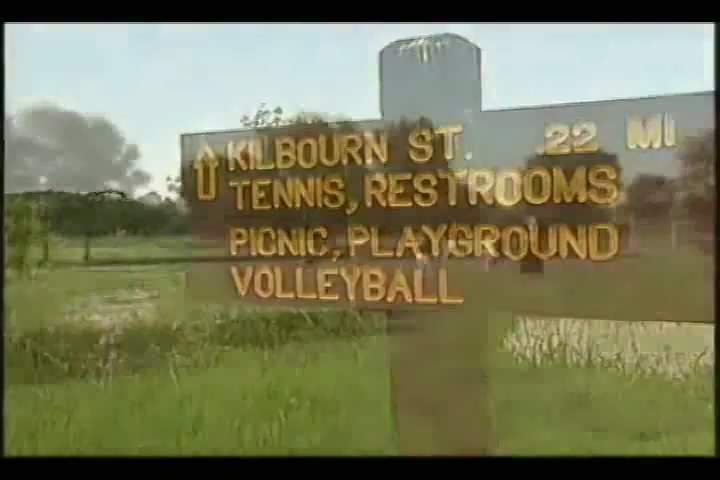 KILBOURN ST. .22 MI
TENNIS, RESTROOMS
PICNIC, PLAYGROUND
VOLLEYBALL